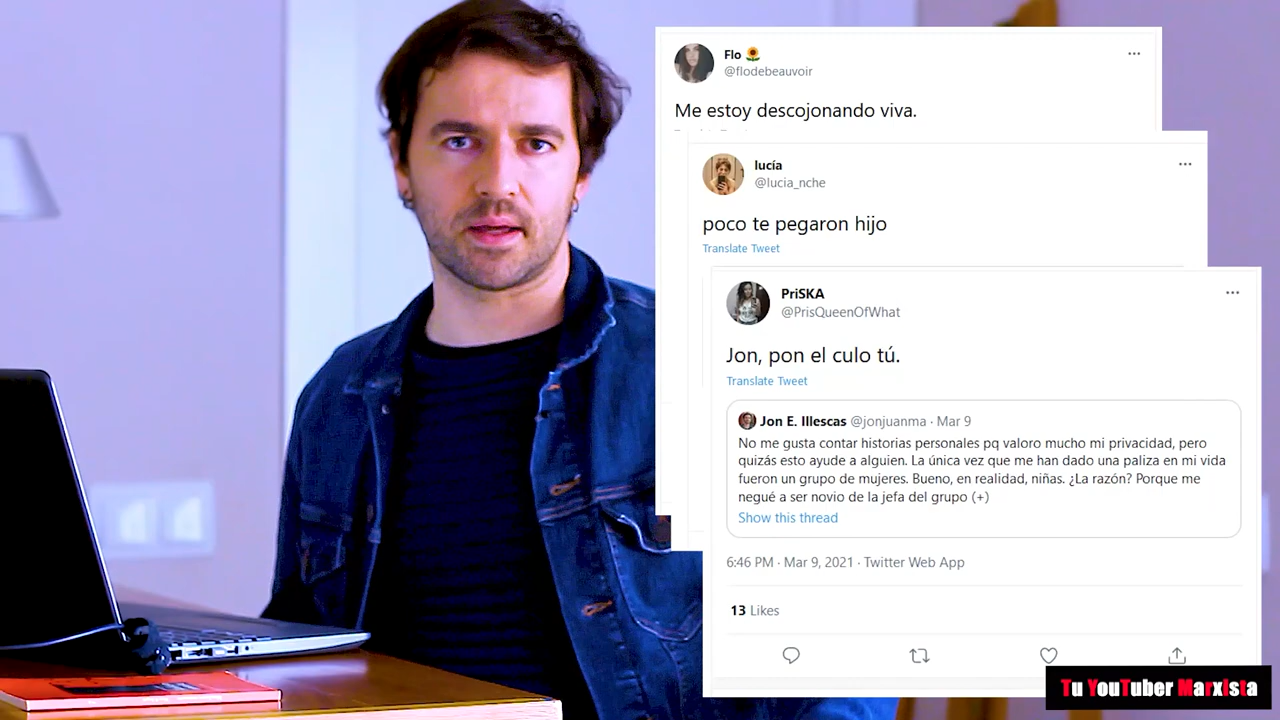 Flo 🌻
@flodebeauvoir
Me estoy descojonando viva.
lucía
@lucia_nche
poco te pegaron hijo
Translate Tweet
PriSKA
@PrisQueenOfWhat
Jon, pon el culo tú.
Translate Tweet
Jon E. Illescas @jonjuanma · Mar 9
No me gusta contar historias personales pq valoro mucho mi privacidad, pero
quizás esto ayude a alguien. La única vez que me han dado una paliza en mi vida
fueron un grupo de mujeres. Bueno, en realidad, niñas. ¿La razón? Porque me
negué a ser novio de la jefa del grupo (+)
Show this thread
6:46 PM · Mar 9, 2021 · Twitter Web App
13 Likes
Tu YouTuber Marxista